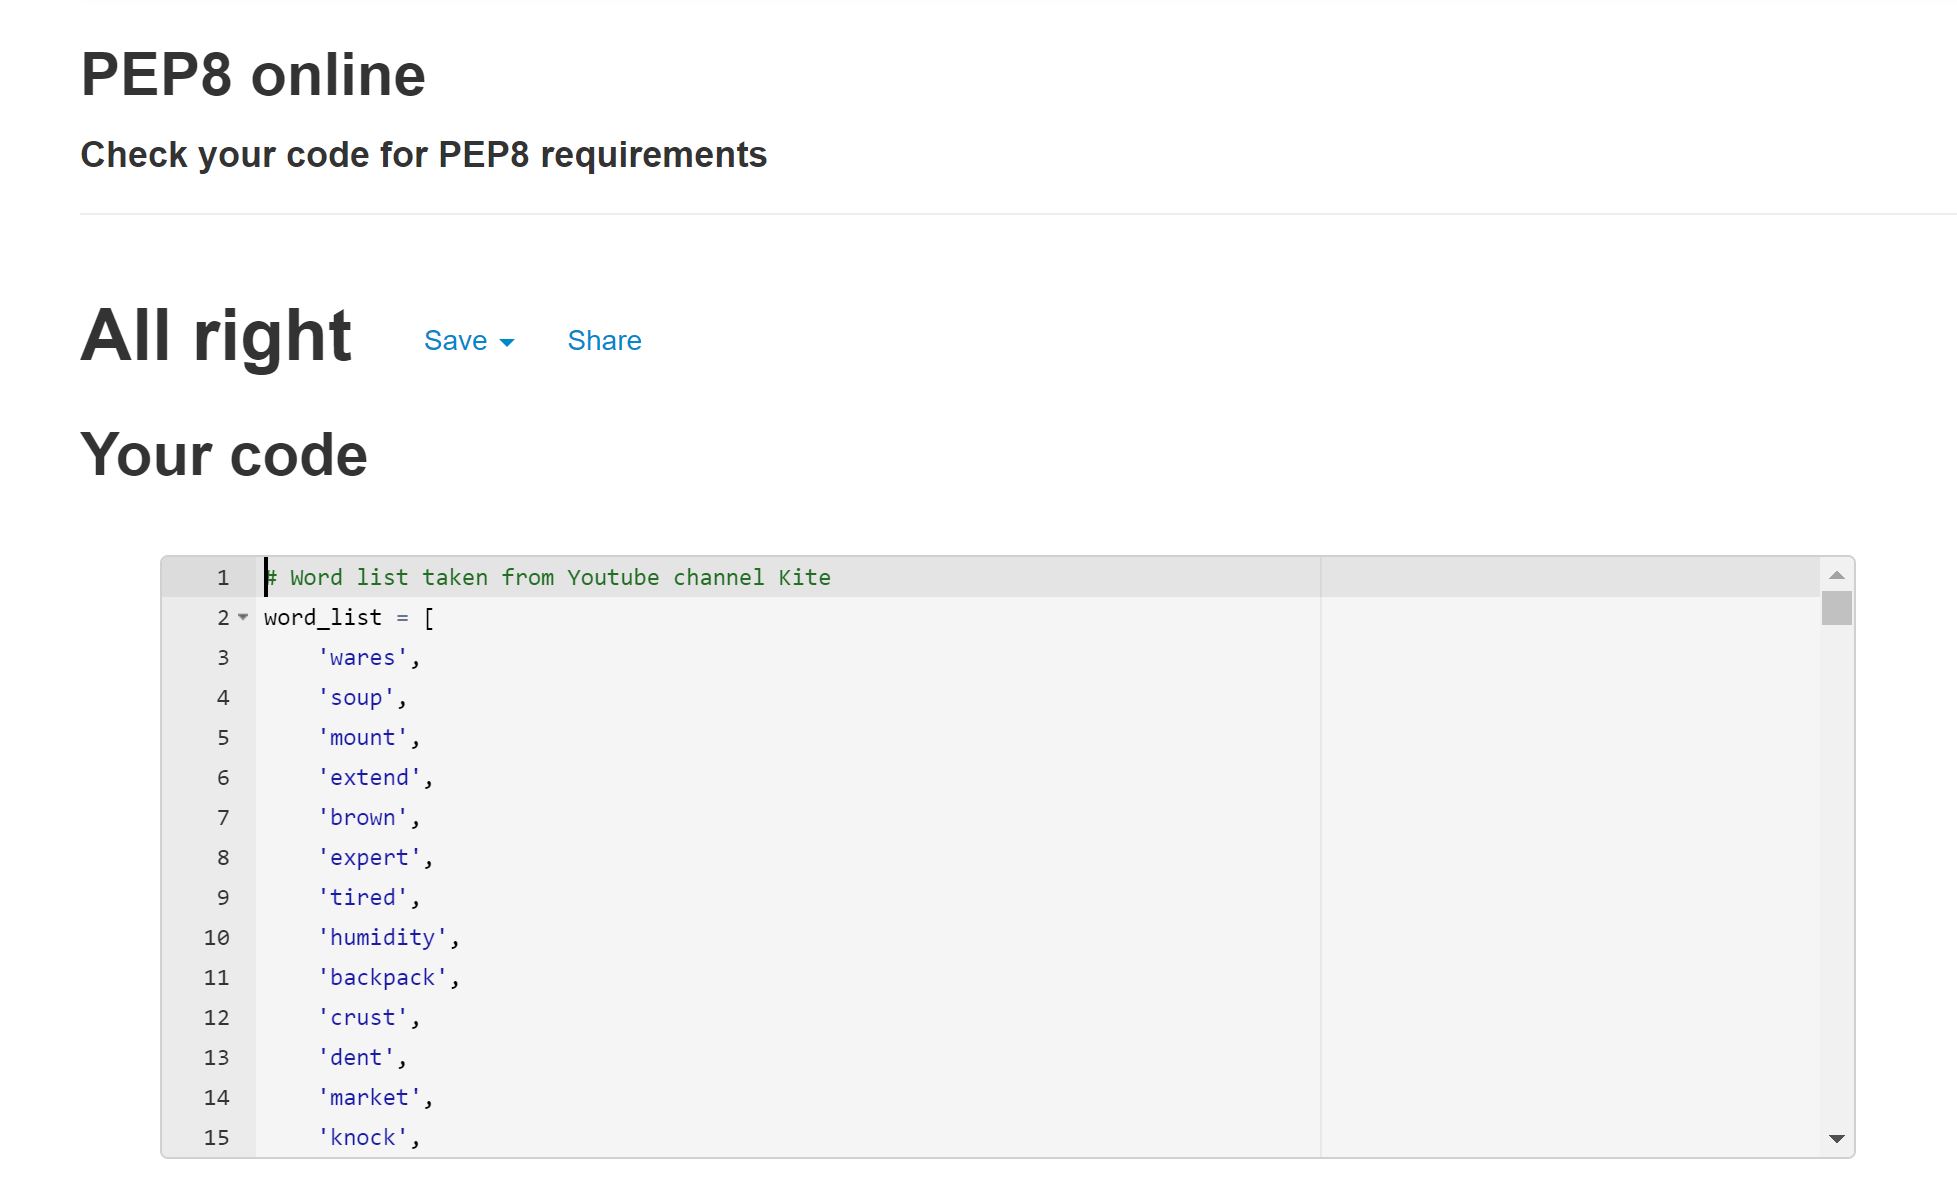 PEP8 online
Check your code for PEP8 requirements
All right Save Share
Your code
1 # Word list taken from Youtube channel Kite
2 word_list = [
3 'wares',
4 'soup',
5 'mount',
6 'extend',
7 'brown',
8 'expert',
9 'tired',
10 'humidity',
11 'backpack',
12 'crust',
13 'dent',
14 'market',
15 'knock',